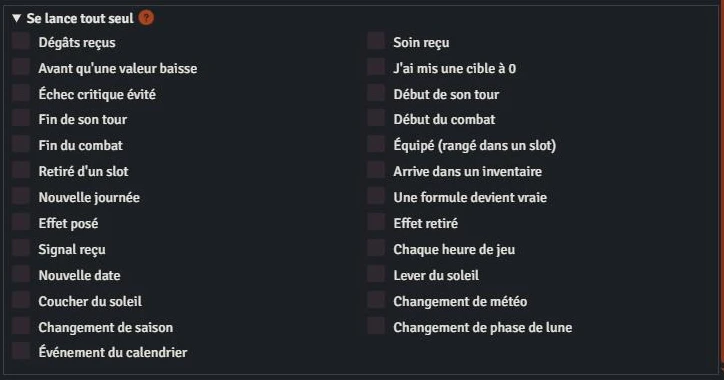 ▼ Se lance tout seul ?
Dégâts reçus
Soin reçu
Avant qu'une valeur baisse
J'ai mis une cible à 0
Échec critique évité
Début de son tour
Fin de son tour
Début du combat
Fin du combat
Équipé (rangé dans un slot)
Retiré d'un slot
Arrive dans un inventaire
Nouvelle journée
Une formule devient vraie
Effet posé
Effet retiré
Signal reçu
Chaque heure de jeu
Nouvelle date
Lever du soleil
Coucher du soleil
Changement de météo
Changement de saison
Changement de phase de lune
Événement du calendrier